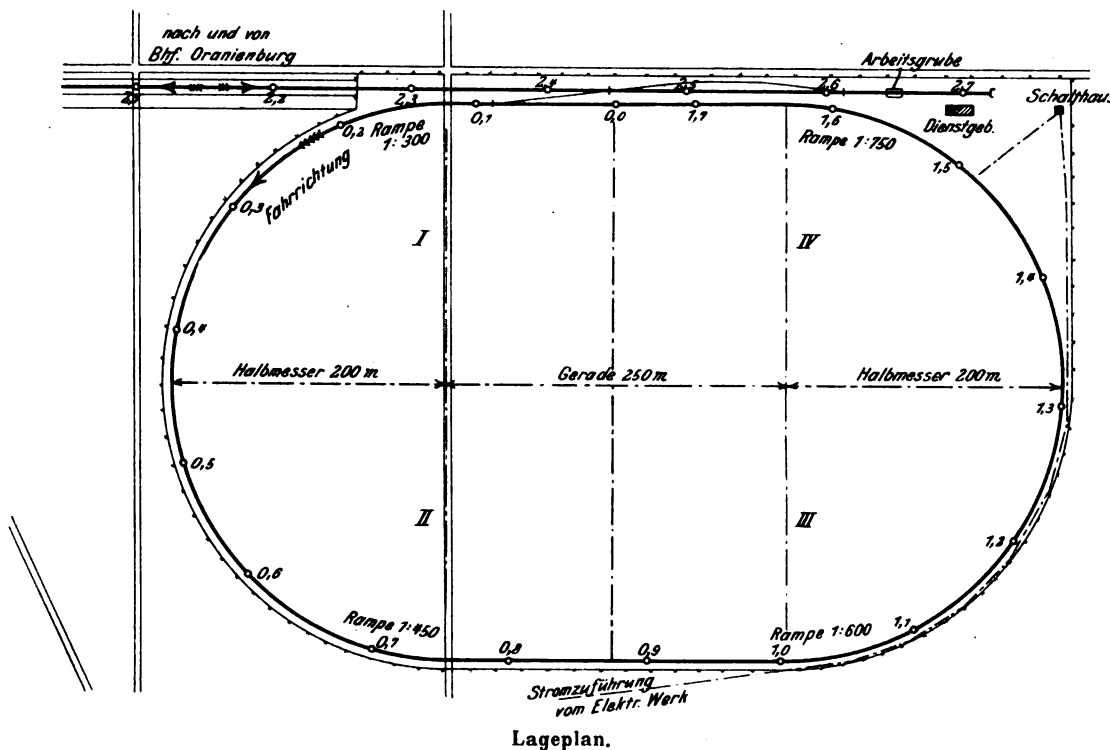 nach und von
Bhf. Oranienburg
Arbeitsgrube
2,2
2,3
2,4
2,5
2,6
2,7
Schalthaus
0,2 Rampe
1:300
0,1
0,0
1,7
1,6
Rampe 1:750
Dienstgeb.
Fahrrichtung
0,3
1,5
I
IV
1,4
0,4
Halbmesser 200 m
Gerade 250 m
Halbmesser 200 m
1,3
0,5
II
III
1,2
0,6
Rampe 1:450
0,7
0,8
0,9
1,0
Rampe 1:600
1,1
Stromzuführung
vom Elektr. Werk
Lageplan.